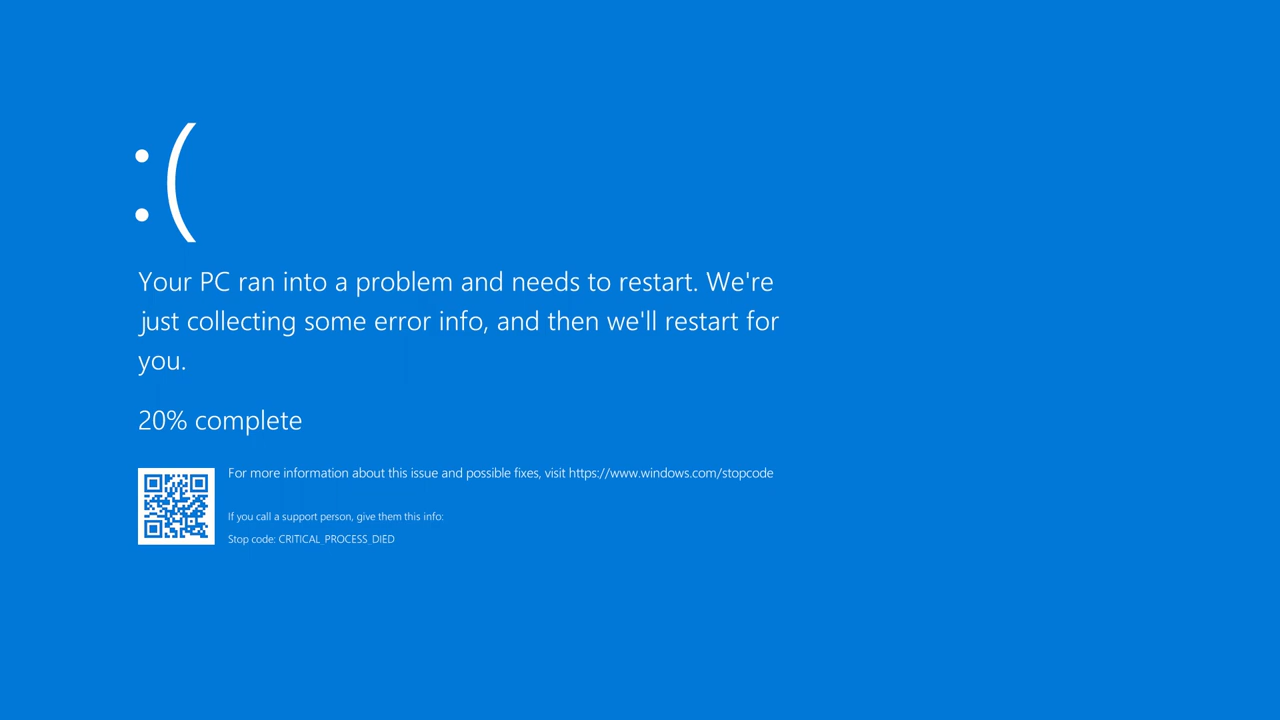 :(
Your PC ran into a problem and needs to restart. We're
just collecting some error info, and then we'll restart for
you.
20% complete
For more information about this issue and possible fixes, visit https://www.windows.com/stopcode
If you call a support person, give them this info:
Stop code: CRITICAL_PROCESS_DIED